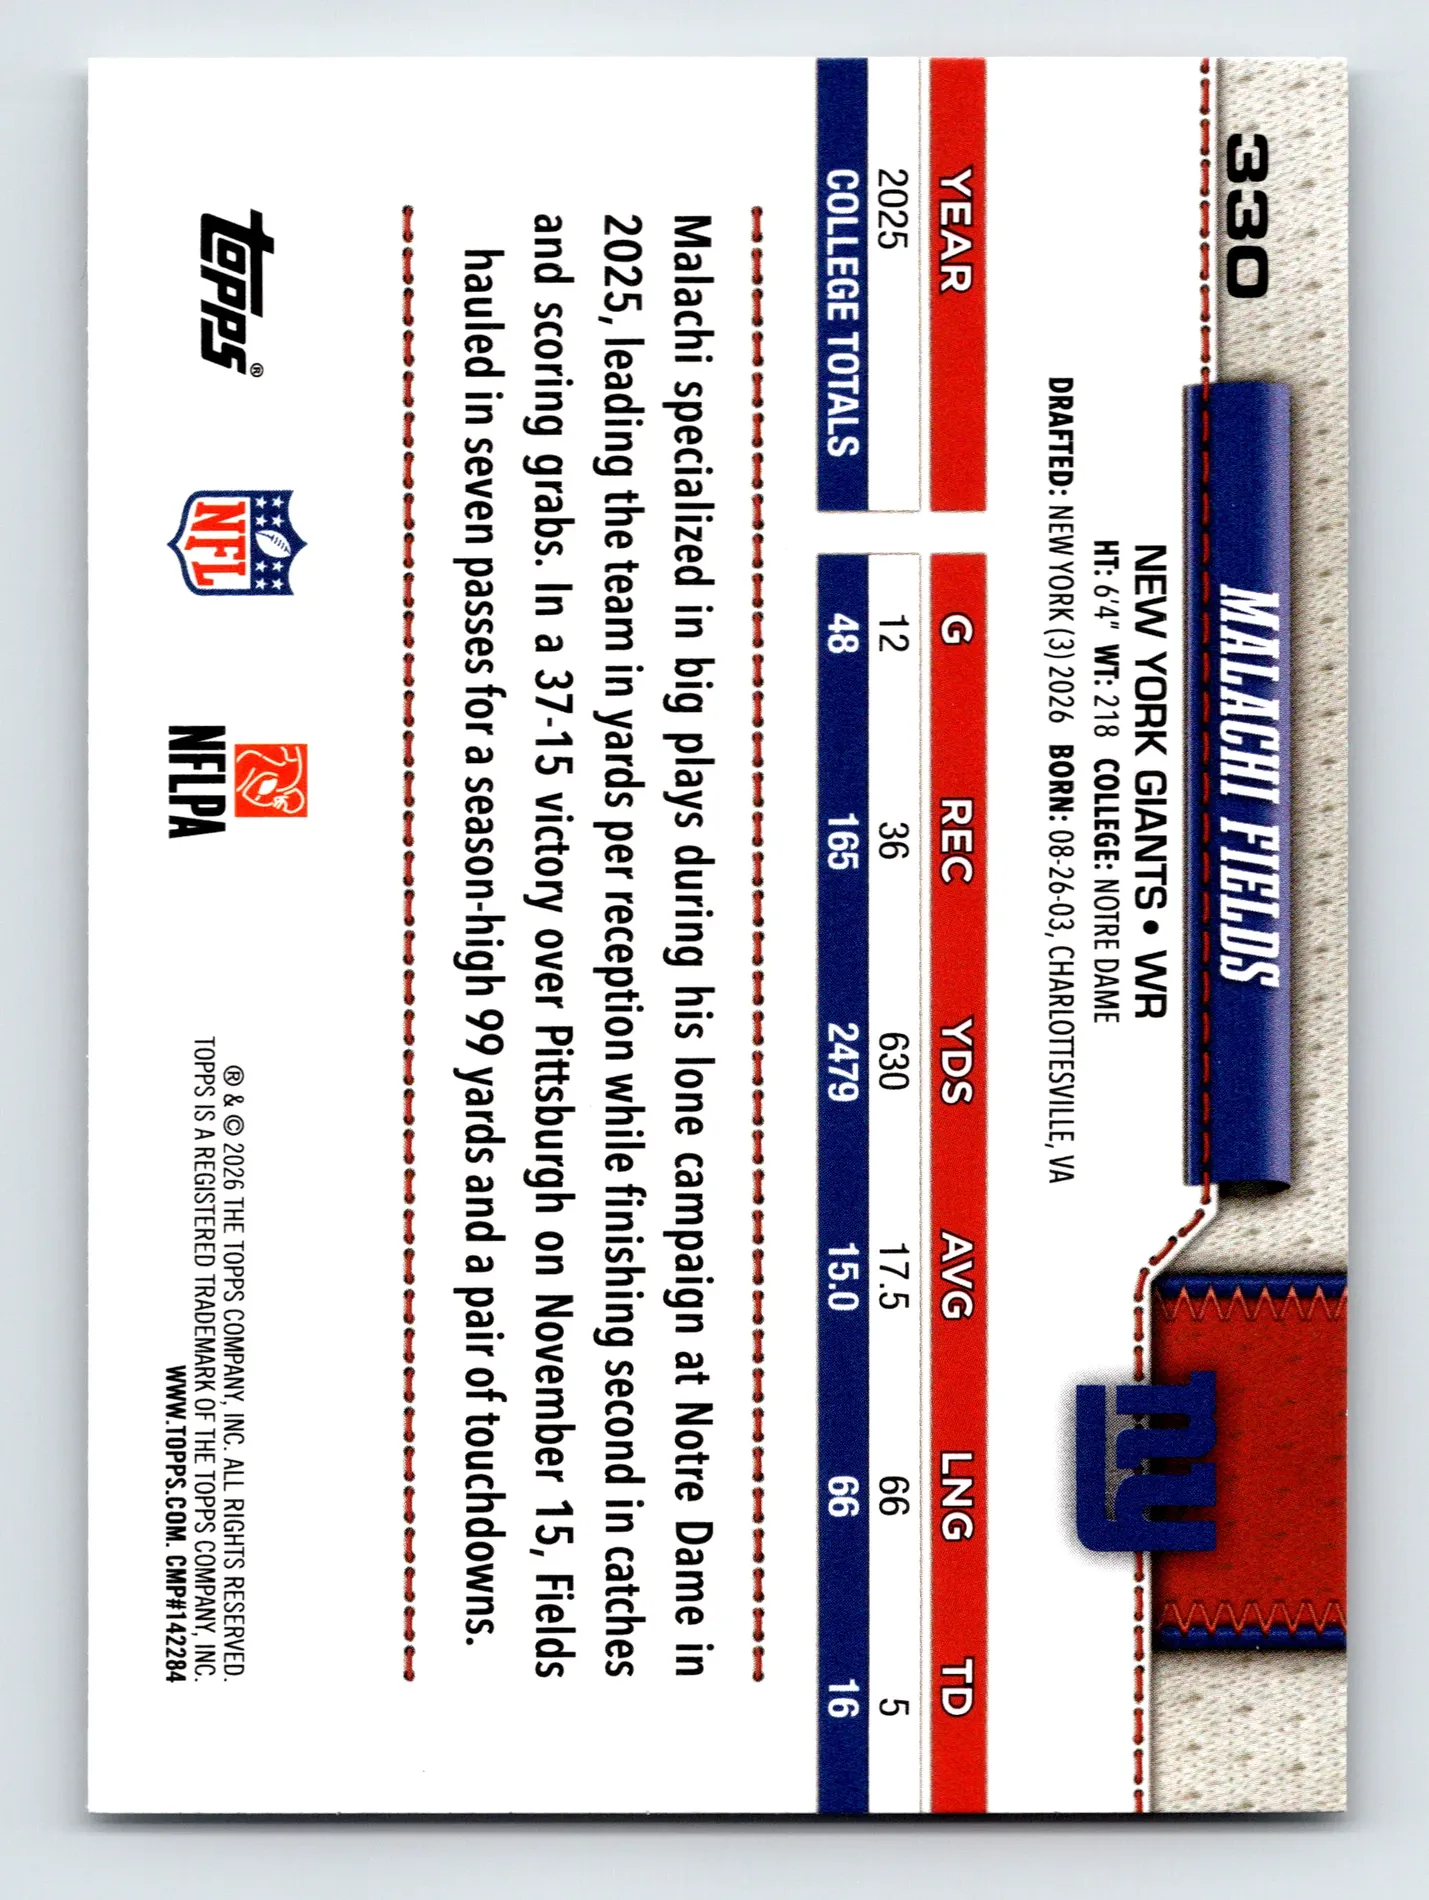 330
MALACHI FIELDS
NEW YORK GIANTS • WR
HT: 6'4" WT: 218 COLLEGE: NOTRE DAME
DRAFTED: NEW YORK (3) 2026 BORN: 08-26-03, CHARLOTTESVILLE, VA
ny
YEAR G REC YDS AVG LNG TD
2025 12 36 630 17.5 66 5
COLLEGE TOTALS 48 165 2479 15.0 66 16
Malachi specialized in big plays during his lone campaign at Notre Dame in
2025, leading the team in yards per reception while finishing second in catches
and scoring grabs. In a 37-15 victory over Pittsburgh on November 15, Fields
hauled in seven passes for a season-high 99 yards and a pair of touchdowns.
topps®
NFL
NFLPA
® & © 2026 THE TOPPS COMPANY, INC. ALL RIGHTS RESERVED.
TOPPS IS A REGISTERED TRADEMARK OF THE TOPPS COMPANY, INC.
WWW.TOPPS.COM. CMP#142284